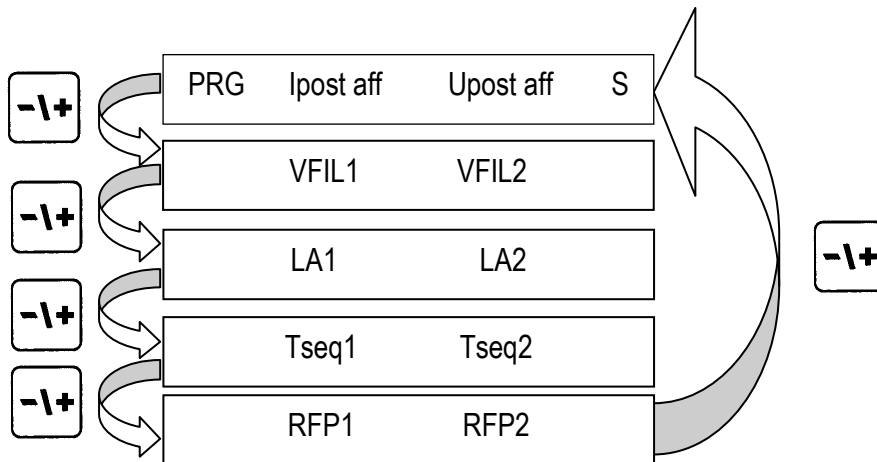 PRG Ipost aff Upost aff S
-\+
VFIL1 VFIL2
-\+
LA1 LA2
-\+
-\+
Tseq1 Tseq2
-\+
RFP1 RFP2